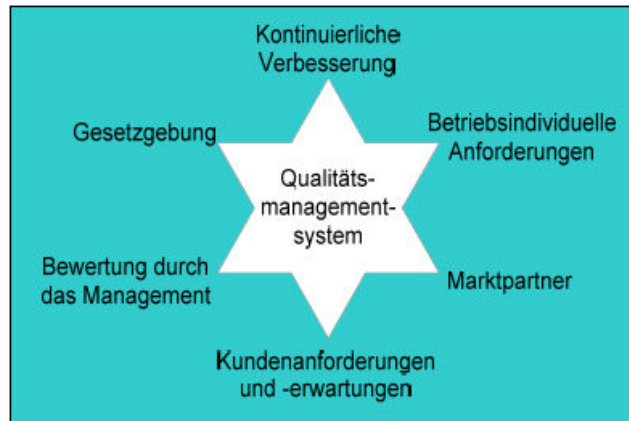 Kontinuierliche
Verbesserung
Gesetzgebung
Betriebsindividuelle
Anforderungen
Qualitäts-
management-
system
Bewertung durch
das Management
Marktpartner
Kundenanforderungen
und -erwartungen